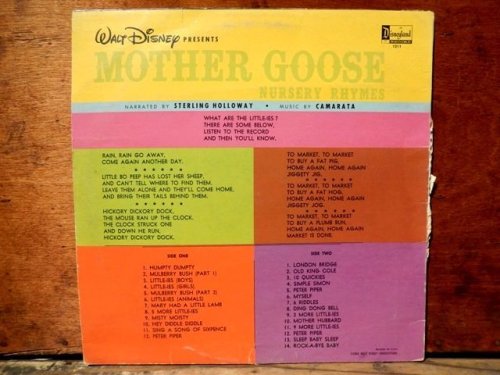 WALT DISNEY PRESENTS
Disneyland
1211
MOTHER GOOSE
NURSERY RHYMES
NARRATED BY STERLING HOLLOWAY • MUSIC BY CAMARATA
WHAT ARE THE LITTLE-IES?
THERE ARE SOME BELOW,
LISTEN TO THE RECORD
AND THEN YOU'LL KNOW.
RAIN, RAIN GO AWAY,
COME AGAIN ANOTHER DAY.
LITTLE BO PEEP HAS LOST HER SHEEP,
AND CAN'T TELL WHERE TO FIND THEM.
LEAVE THEM ALONE AND THEY'LL COME HOME,
AND BRING THEIR TAILS BEHIND THEM.
HICKORY DICKORY DOCK,
THE MOUSE RAN UP THE CLOCK.
THE CLOCK STRUCK ONE
AND DOWN HE RUN,
HICKORY DICKORY DOCK.
TO MARKET, TO MARKET
TO BUY A FAT PIG,
HOME AGAIN, HOME AGAIN
JIGGETY JIG.
TO MARKET, TO MARKET
TO BUY A FAT HOG,
HOME AGAIN, HOME AGAIN
JIGGETY JOG.
TO MARKET, TO MARKET
TO BUY A PLUMB BUN,
HOME AGAIN, HOME AGAIN
MARKET IS DONE.
SIDE ONE
1. HUMPTY DUMPTY
2. MULBERRY BUSH (PART 1)
3. LITTLE-IES (BOYS)
4. LITTLE-IES (GIRLS)
5. MULBERRY BUSH (PART 2)
6. LITTLE-IES (ANIMALS)
7. MARY HAD A LITTLE LAMB
8. 5 MORE LITTLE-IES
9. MISTY MOISTY
10. HEY DIDDLE DIDDLE
11. SING A SONG OF SIXPENCE
12. PETER PIPER
SIDE TWO
1. LONDON BRIDGE
2. OLD KING COLE
3. 10 QUICKIES
4. SIMPLE SIMON
5. PETER PIPER
6. MYSELF
7. 6 RIDDLES
8. DING DONG BELL
9. 3 MORE LITTLE-IES
10. MOTHER HUBBARD
11. 9 MORE LITTLE-IES
12. PETER PIPER
13. SLEEP BABY SLEEP
14. ROCK-A-BYE BABY